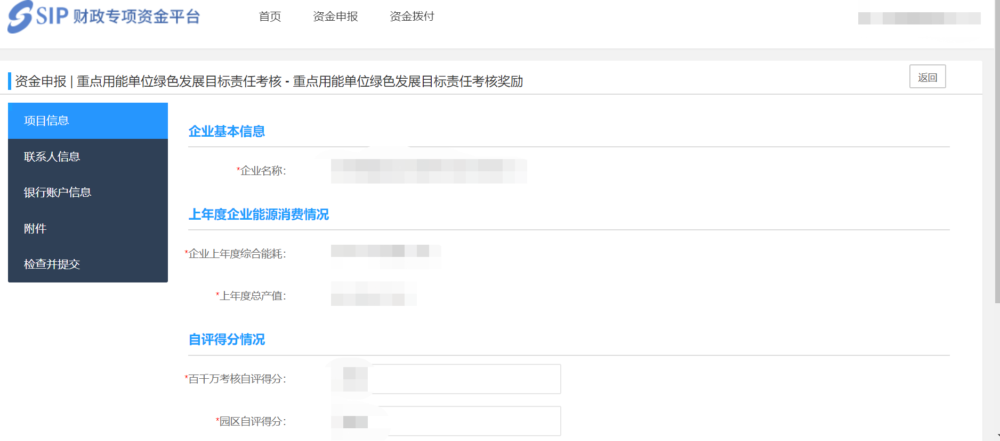 SIP 财政专项资金平台 首页 资金申报 资金拨付
资金申报 | 重点用能单位绿色发展目标责任考核 - 重点用能单位绿色发展目标责任考核奖励 返回
项目信息
联系人信息
银行账户信息
附件
检查并提交
企业基本信息
*企业名称:
上年度企业能源消费情况
*企业上年度综合能耗:
*上年度总产值:
自评得分情况
*百千万考核自评得分:
*园区自评得分: